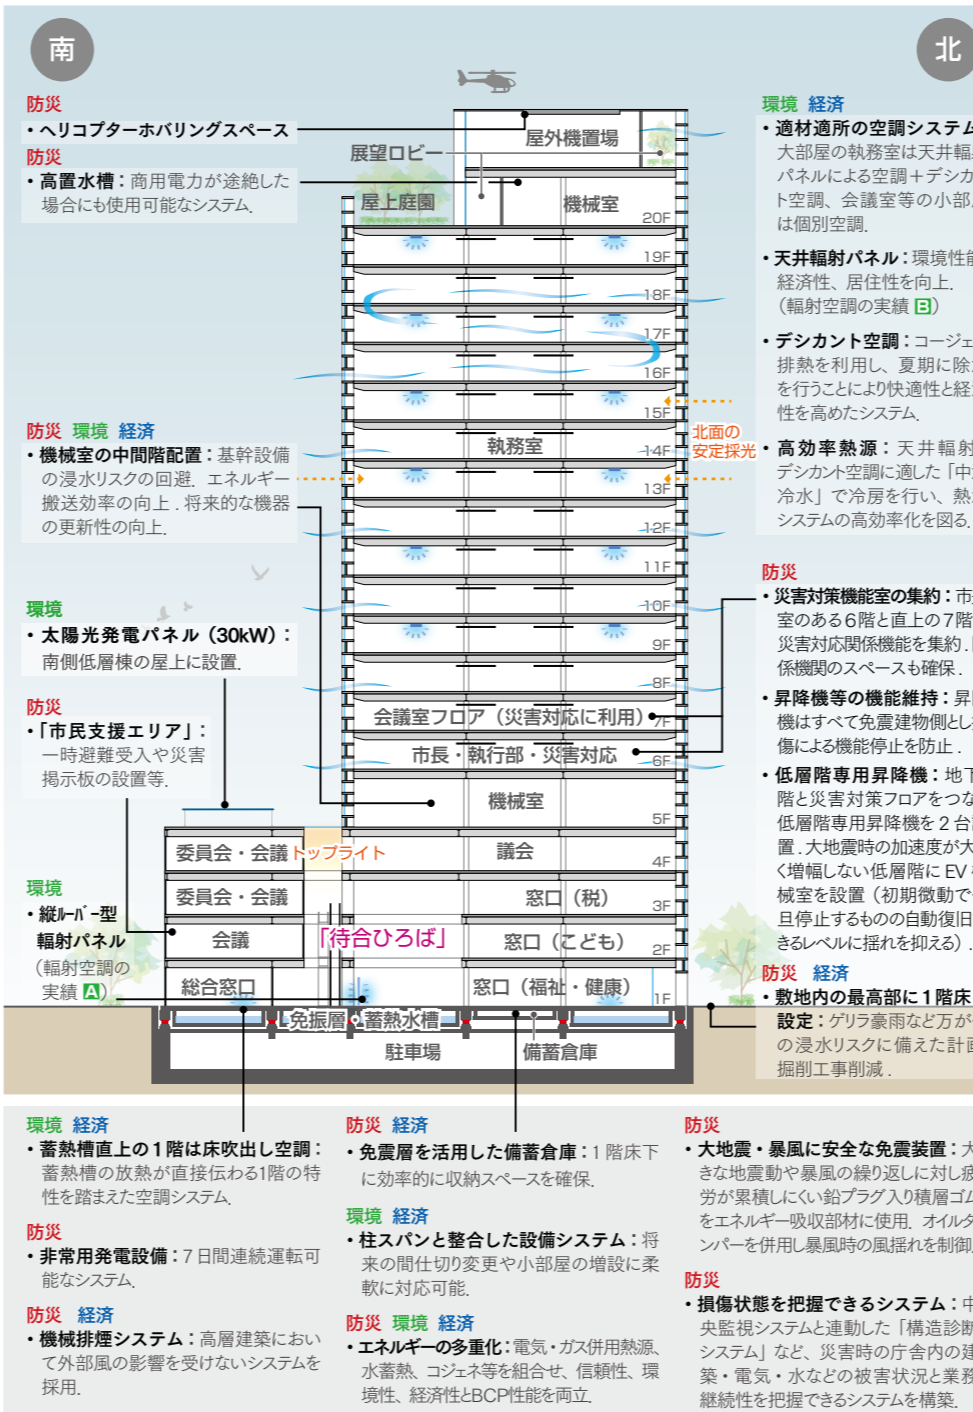 南
北
防災
・ヘリコプターホバリングスペース
防災
・高置水槽：商用電力が途絶した
場合にも使用可能なシステム.
防災 環境 経済
・機械室の中間階配置：基幹設備
の浸水リスクの回避. エネルギー
搬送効率の向上. 将来的な機器
の更新性の向上.
環境
・太陽光発電パネル（30kW）：
南側低層棟の屋上に設置.
防災
・「市民支援エリア」：
一時避難受入や災害
掲示板の設置等.
環境
・縦ルーバー型
輻射パネル
（輻射空調の
実績 A）
屋外機置場
展望ロビー
屋上庭園
機械室
20F
19F
18F
17F
16F
15F
北面の
安定採光
執務室
14F
13F
12F
11F
10F
9F
8F
会議室フロア（災害対応に利用）
7F
市長・執行部・災害対応
6F
機械室
5F
委員会・会議
トップライト
議会
4F
委員会・会議
窓口（税）
3F
会議
「待合ひろば」
窓口（こども）
2F
総合窓口
窓口（福祉・健康）
1F
免振層・蓄熱水槽
駐車場
備蓄倉庫
環境 経済
・適材適所の空調システム
大部屋の執務室は天井輻
パネルによる空調＋デシカ
ト空調、会議室等の小部
は個別空調.
・天井輻射パネル：環境性能
経済性、居住性を向上.
（輻射空調の実績 B）
・デシカント空調：コージェ
排熱を利用し、夏期に除
を行うことにより快適性と経
性を高めたシステム.
・高効率熱源：天井輻射
デシカント空調に適した「中
冷水」で冷房を行い、熱
システムの高効率化を図る.
防災
・災害対策機能室の集約：市
室のある6階と直上の7階
災害対応関係機能を集約.
係機関のスペースも確保.
・昇降機等の機能維持：昇
機はすべて免震建物側とし
傷による機能停止を防止.
・低層階専用昇降機：地下
階と災害対策フロアをつな
低層階専用昇降機を2台
置. 大地震時の加速度が大
く増幅しない低層階にEV
械室を設置（初期微動で
旦停止するものの自動復旧
きるレベルに揺れを抑える）.
防災 経済
・敷地内の最高部に1階床
設定：ゲリラ豪雨など万が
の浸水リスクに備えた計画
掘削工事削減.
環境 経済
・蓄熱槽直上の1階は床吹出し空調：
蓄熱槽の放熱が直接伝わる1階の特
性を踏まえた空調システム.
防災
・非常用発電設備：7日間連続運転可
能なシステム.
防災 経済
・機械排煙システム：高層建築におい
て外部風の影響を受けないシステムを
採用.
防災 経済
・免震層を活用した備蓄倉庫：1階床下
に効率的に収納スペースを確保.
環境 経済
・柱スパンと整合した設備システム：将
来の間仕切り変更や小部屋の増設に柔
軟に対応可能.
防災 環境 経済
・エネルギーの多重化：電気・ガス併用熱源、
水蓄熱、コジェネ等を組合せ、信頼性、環
境性、経済性とBCP性能を両立.
防災
・大地震・暴風に安全な免震装置：大
きな地震動や暴風の繰り返しに対し疲
労が累積しにくい鉛プラグ入り積層ゴム
をエネルギー吸収部材に使用. オイルダ
ンパーを併用し暴風時の風揺れを制御.
防災
・損傷状態を把握できるシステム：中
央監視システムと連動した「構造診断
システム」など、災害時の庁舎内の建
築・電気・水などの被害状況と業務
継続性を把握できるシステムを構築.